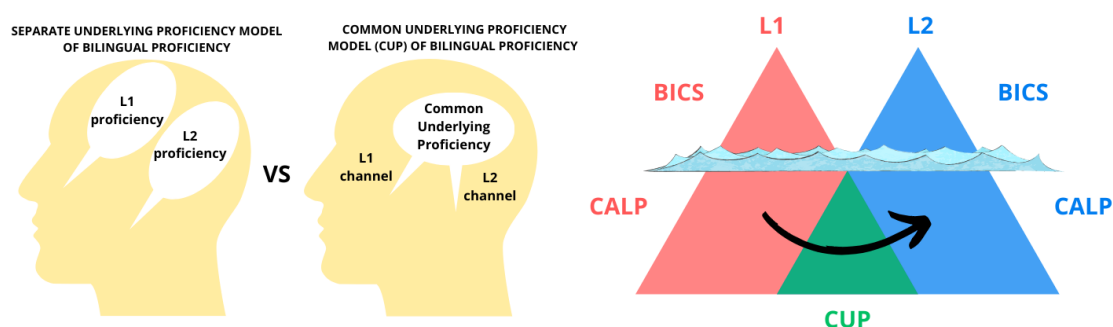 SEPARATE UNDERLYING PROFICIENCY MODEL
OF BILINGUAL PROFICIENCY
L1
proficiency
L2
proficiency
VS
COMMON UNDERLYING PROFICIENCY
MODEL (CUP) OF BILINGUAL PROFICIENCY
Common
Underlying
Proficiency
L1
channel
L2
channel
L1
L2
BICS
BICS
CALP
CALP
CUP